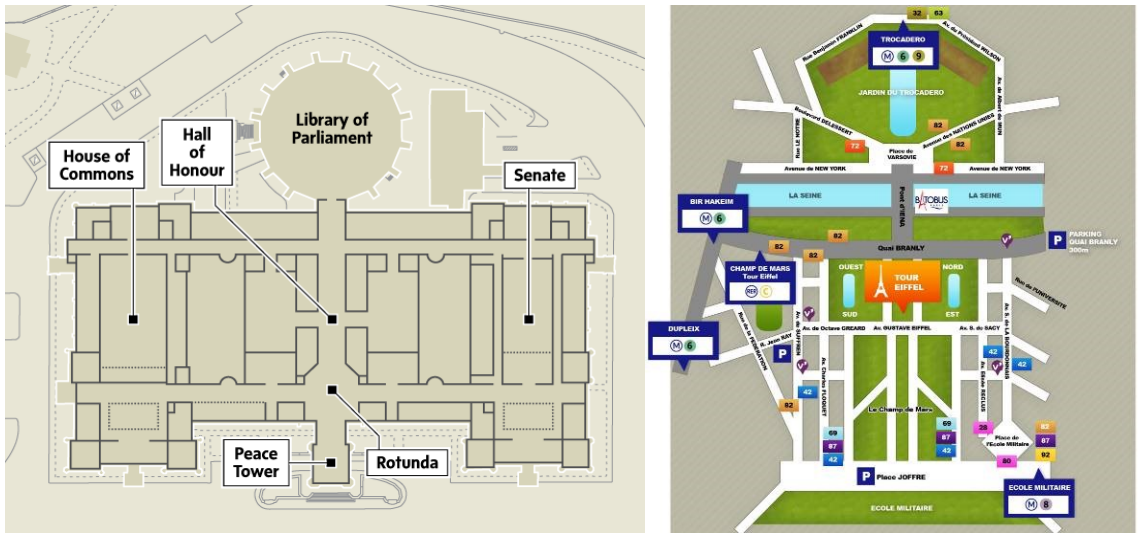 Library of
Parliament
Hall
of
Honour
House of
Commons
Senate
Peace
Tower
Rotunda
32
63
TROCADERO
M 6 9
Rue Benjamin FRANKLIN
Av. du Président WILSON
JARDIN DU TROCADERO
Av. de Albert de MUN
Boulevard DELESSERT
Avenue des NATIONS UNIES
82
82
Rue LE NOTRE
72
Place de
VARSOVIE
72
Avenue de NEW YORK
Avenue de NEW YORK
LA SEINE
LA SEINE
Pont d'IENA
BATOBUS
BIR HAKEIM
M 6
82
82
82
Quai BRANLY
P
PARKING
QUAI BRANLY
300m
CHAMP DE MARS
Tour Eiffel
RER C
OUEST
SUD
TOUR
EIFFEL
NORD
EST
Rue de l'UNIVERSITE
DUPLEIX
M 6
Rue de la FEDERATION
R. Jean RAY
P
Av. de SUFFREN
Av. de Octave GREARD
Av. GUSTAVE EIFFEL
Av. S. de SACY
Av. S. de LA BOURDONNAIS
42
42
Av. Charles FLOQUET
Av. Elisée RECLUS
42
82
Le Champ de Mars
69
87
42
69
87
42
28
Place de
l'Ecole Militaire
82
87
92
80
P Place JOFFRE
ECOLE MILITAIRE
M 8
ECOLE MILITAIRE